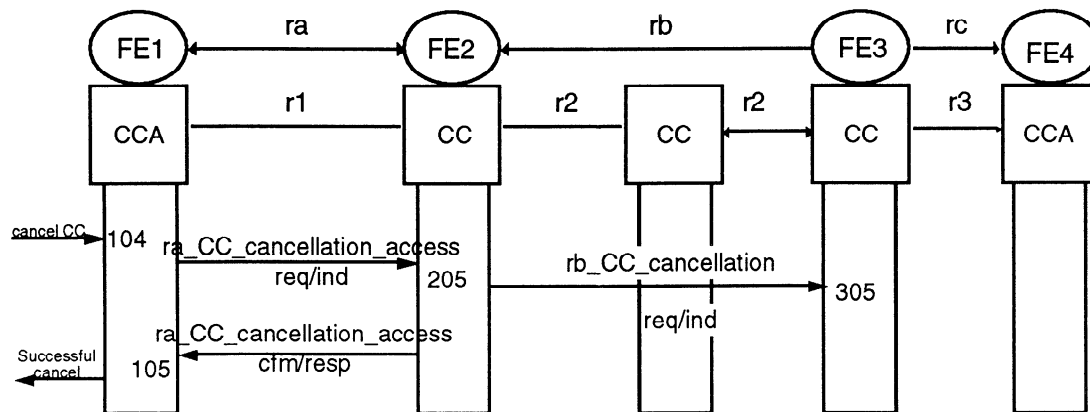 FE1 ra FE2 rb FE3 rc FE4
CCA r1 CC r2 CC r2 CC r3 CCA
cancel CC 104
ra_CC_cancellation_access
req/ind
205
rb_CC_cancellation
req/ind
305
ra_CC_cancellation_access
cfm/resp
Successful
cancel
105